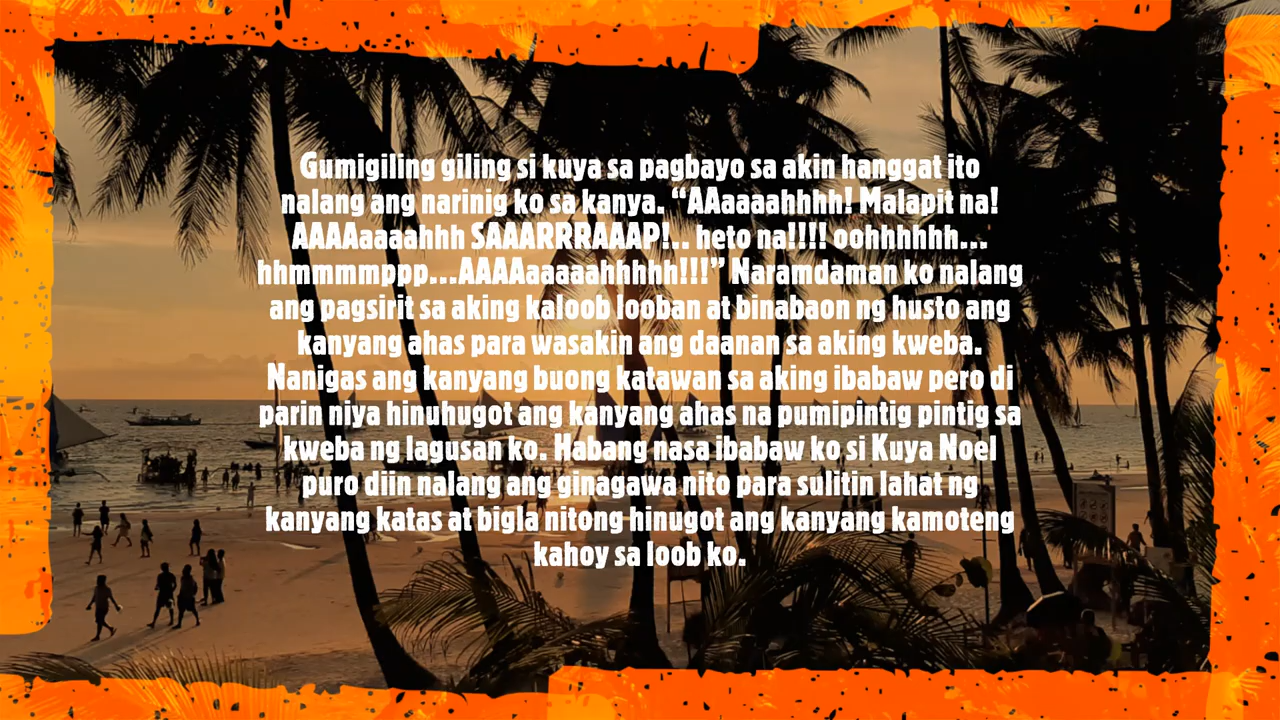 Gumigiling giling si kuya sa pagbayo sa akin hanggat ito
nalang ang narinig ko sa kanya. “AAaaaaahhhh! Malapit na!
AAAAaaaahhh SAAARRRAAAP!.. heto na!!!! oohhhhhh...
hhmmmmppp...AAAAaaaaaahhhhh!!!” Naramdaman ko nalang
ang pagsirit sa aking kaloob looban at binabaon ng husto ang
kanyang ahas para wasakin ang daanan sa aking kweba.
Nanigas ang kanyang buong katawan sa aking ibabaw pero di
parin niya hinuhugot ang kanyang ahas na pumipintig pintig sa
kweba ng lagusan ko. Habang nasa ibabaw ko si Kuya Noel
puro diin nalang ang ginagawa nito para sulitin lahat ng
kanyang katas at bigla nitong hinugot ang kanyang kamoteng
kahoy sa loob ko.